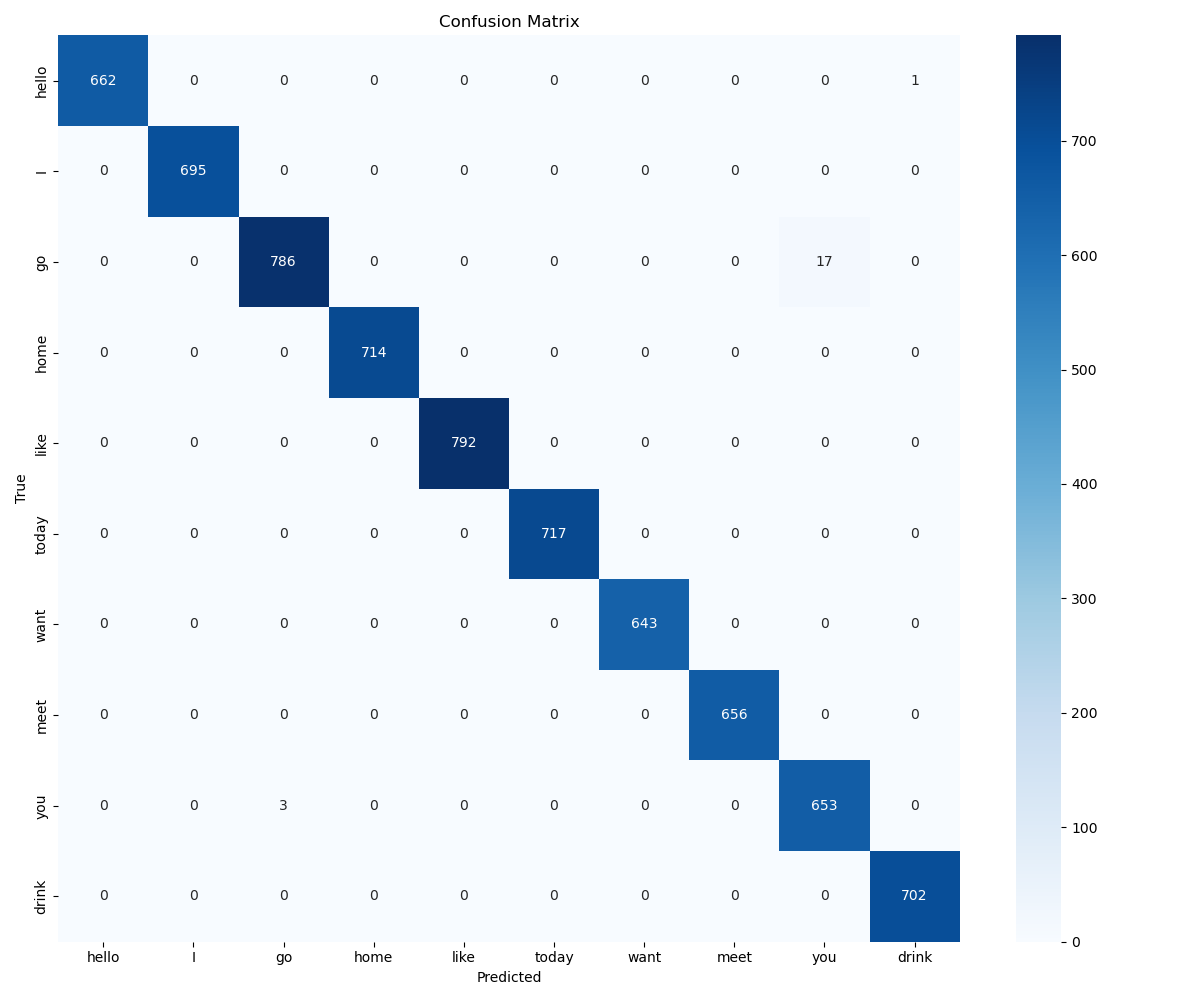 Confusion Matrix
hello 662 0 0 0 0 0 0 0 0 1
I 0 695 0 0 0 0 0 0 0 0
go 0 0 786 0 0 0 0 0 17 0
home 0 0 0 714 0 0 0 0 0 0
like 0 0 0 0 792 0 0 0 0 0
today 0 0 0 0 0 717 0 0 0 0
want 0 0 0 0 0 0 643 0 0 0
meet 0 0 0 0 0 0 0 656 0 0
you 0 0 3 0 0 0 0 0 653 0
drink 0 0 0 0 0 0 0 0 0 702
True
hello I go home like today want meet you drink
Predicted
700
600
500
400
300
200
100
0